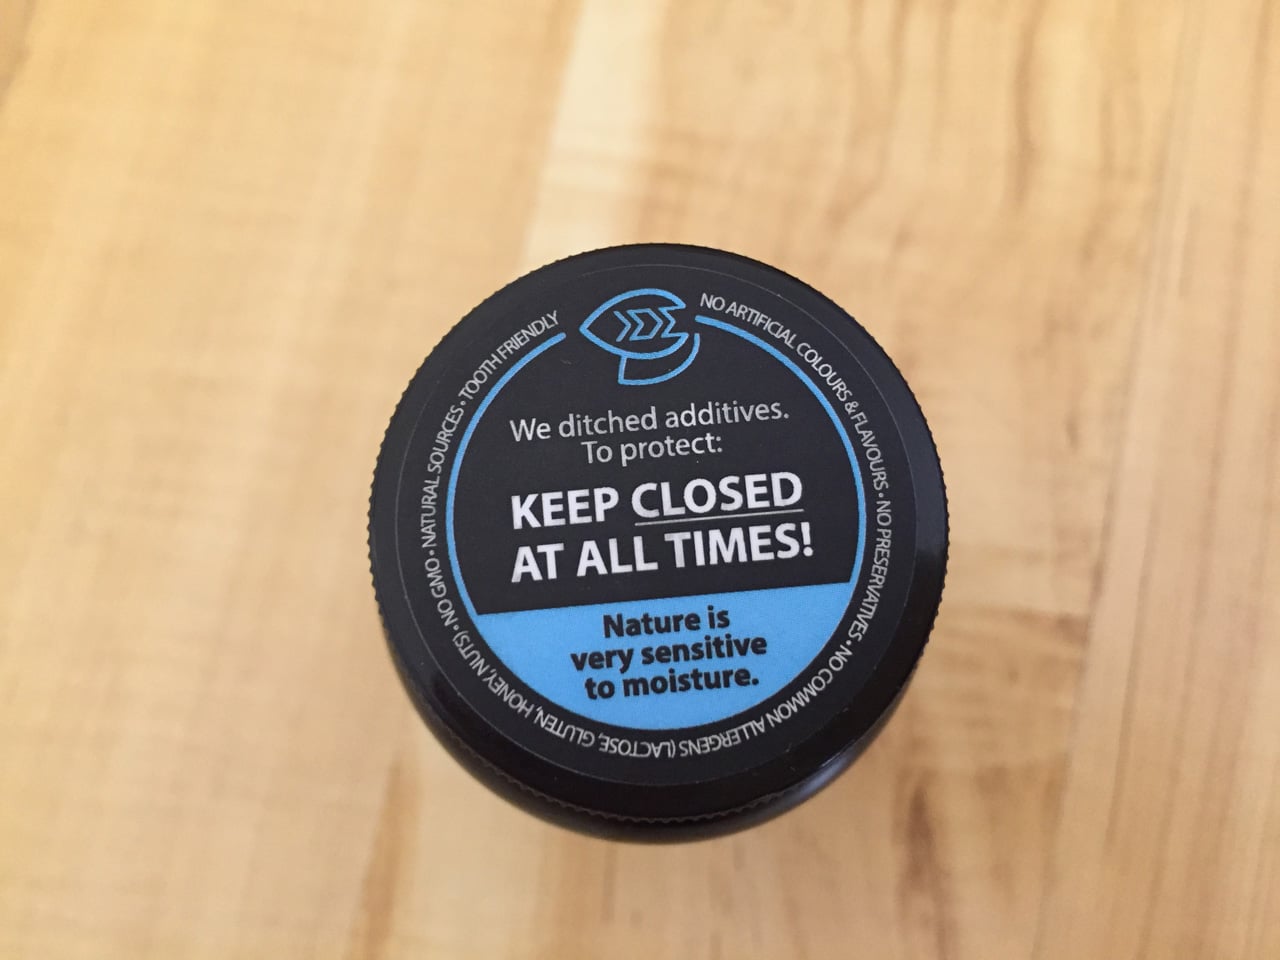 We ditched additives.
To protect:
KEEP CLOSED
AT ALL TIMES!
Nature is
very sensitive
to moisture.
NO ARTIFICIAL COLOURS & FLAVOURS • NO PRESERVATIVES • NO COMMON ALLERGENS (LACTOSE, GLUTEN, HONEY, NUTS) • NO GMO • NATURAL SOURCES • TOOTH FRIENDLY